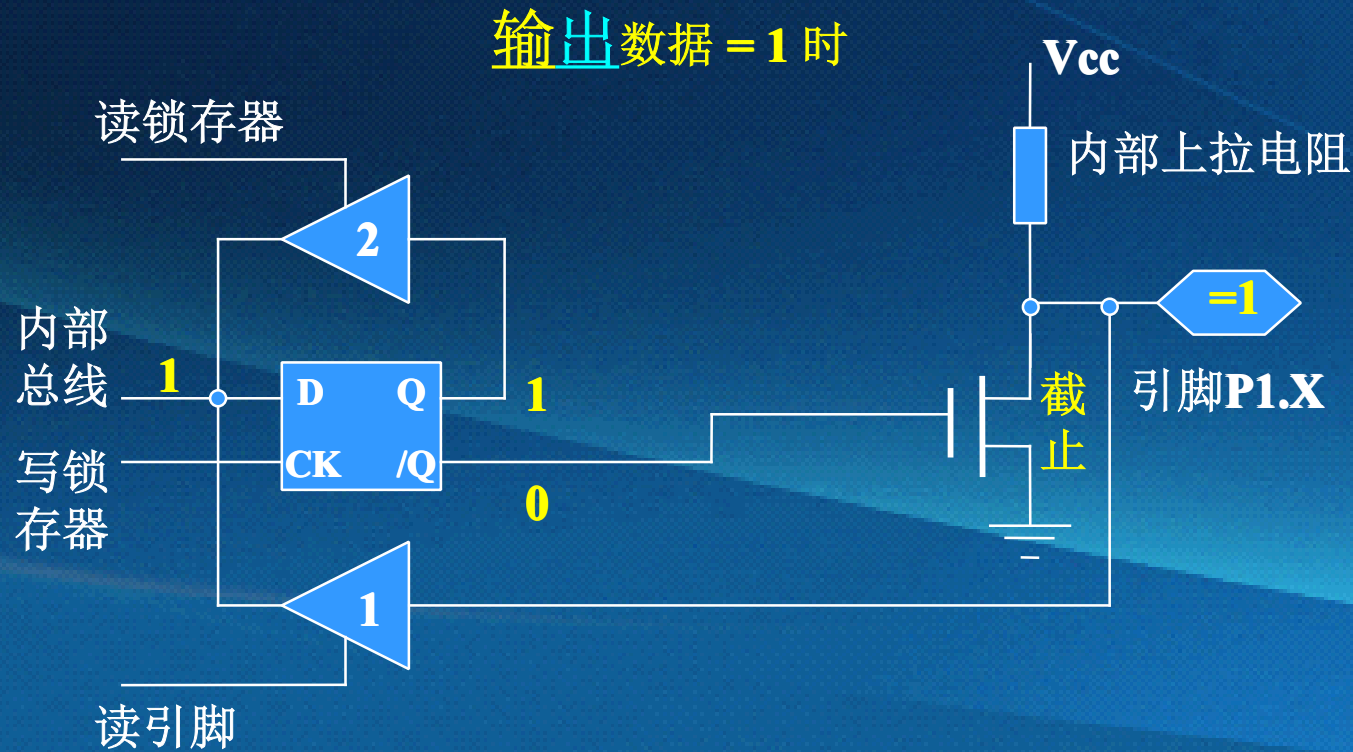 输出数据 = 1 时
Vcc
读锁存器
内部上拉电阻
2
=1
内部
总线
1
D
Q
1
截
止
引脚P1.X
写锁
存器
CK
/Q
0
1
读引脚